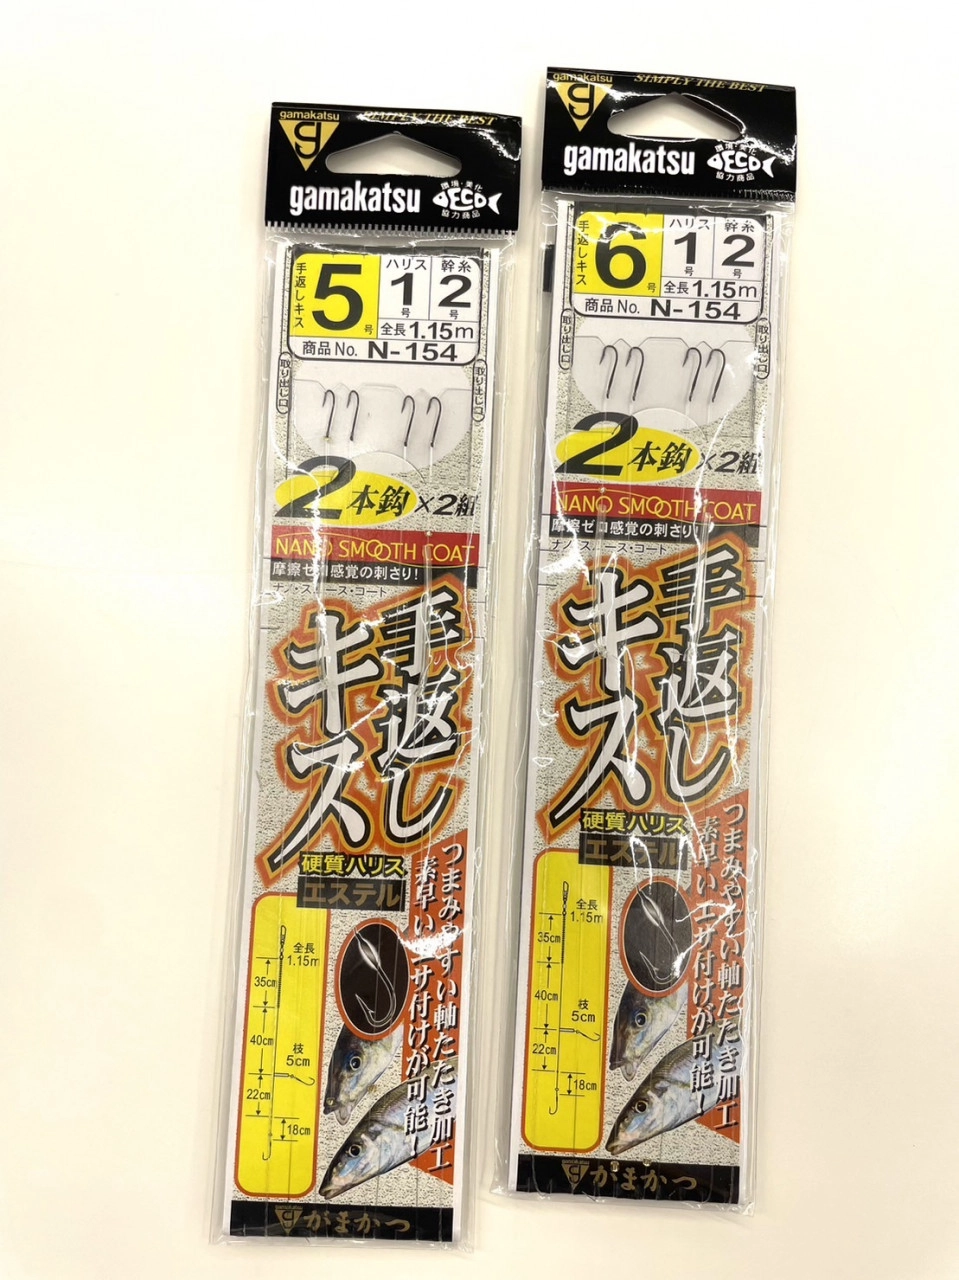 gamakatsu
SIMPLY THE BEST
gamakatsu
環境・美化
ECO
協力商品
手返しキス
5号
ハリス
1号
幹糸
2号
全長1.15m
商品No. N-154
取り出し口
取り出し口
2本鈎×2組
NANO SMOOTH COAT
摩擦ゼロ感覚の刺さり!
ナノ・スムース・コート
手返し
キス
硬質ハリス
エステル
つまみやすい軸たたき加工
素早いエサ付けが可能!
全長
1.15m
35cm
40cm
枝
5cm
22cm
18cm
がまかつ
gamakatsu
SIMPLY THE BEST
gamakatsu
環境・美化
ECO
協力商品
手返しキス
6号
ハリス
1号
幹糸
2号
全長1.15m
商品No. N-154
取り出し口
取り出し口
2本鈎×2組
NANO SMOOTH COAT
摩擦ゼロ感覚の刺さり!
ナノ・スムース・コート
手返し
キス
硬質ハリス
エステル
つまみやすい軸たたき加工
素早いエサ付けが可能!
全長
1.15m
35cm
40cm
枝
5cm
22cm
18cm
がまかつ